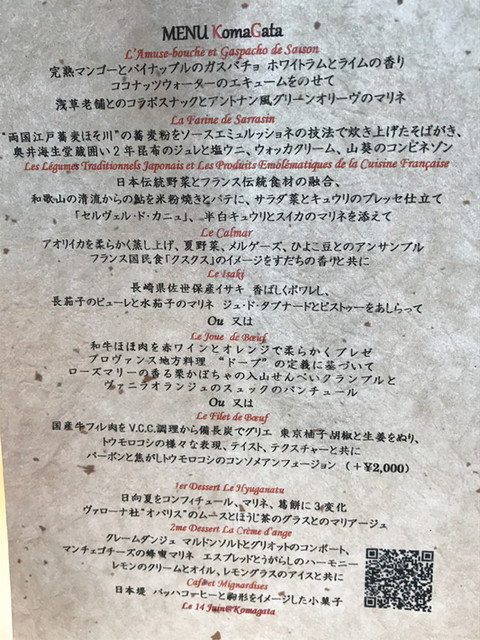 MENU KomaGata
L'Amuse-bouche et Gaspacho de Saison
完熟マンゴーとパイナップルのガスパチョ ホワイトラムとライムの香り
ココナッツウォーターのエキュームをのせて
浅草老舗とのコラボスナックとアントナン風グリーンオリーヴのマリネ
La Farine de Sarrasin
“両国江戸蕎麦ほそ川”の蕎麦粉をソースエミュルッショネの技法で炊き上げたそばがき、
奥井海生堂蔵囲い2年昆布のジュレと塩ウニ、ウォッカクリーム、山葵のコンビネゾン
Les Légumes Traditionnels Japonais et Les Produits Emblématiques de la Cuisine Française
日本伝統野菜とフランス伝統食材の融合、
和歌山の清流からの鮎を米粉焼きとパテに、サラダ菜とキュウリのプレッセ仕立て
「セルヴェル・ド・カニュ」、半白キュウリとスイカのマリネを添えて
Le Calmar
アオリイカを柔らかく蒸し上げ、夏野菜、メルゲーズ、ひよこ豆とのアンサンブル
フランス国民食「クスクス」のイメージをすだちの香りと共に
Le Isaki
長崎県佐世保産イサキ 香ばしくポワレし、
長茄子のピューレと水茄子のマリネ ジュ・ド・タプナードとピストゥーをあしらって
Ou 又は
Le Joue de Bœuf
和牛ほほ肉を赤ワインとオレンジで柔らかくブレゼ
プロヴァンス地方料理 “ドーブ” の定義に基づいて
ローズマリーの香る栗かぼちゃの入山せんべいクランブルと
ヴァニラオランジュのスュックのパンチュール
Ou 又は
Le Filet de Bœuf
国産牛フィル肉をV.C.C.調理から備長炭でグリエ 東京柚子胡椒と生姜をぬり、
トウモロコシの様々な表現、テイスト、テクスチャーと共に
バーボンと焦がしトウモロコシのコンソメアンフュージョン (+¥2,000)
1er Dessert Le Hyuganatu
日向夏をコンフィチュール、マリネ、葛餅に3変化
ヴァローナ社“オパリス”のムースとほうじ茶のグラスとのマリアージュ
2me Dessert La Crème d'ange
クレームダンジュ マルドンソルトとグリオットのコンポート、
マンチェゴチーズの蜂蜜マリネ エスプレッドとうがらしのハーモニー
レモンのクリームとオイル、レモングラスのアイスと共に
Café et Mignardises
日本堤 バッハコーヒーと駒形をイメージした小菓子
Le 14 Juin@Komagata